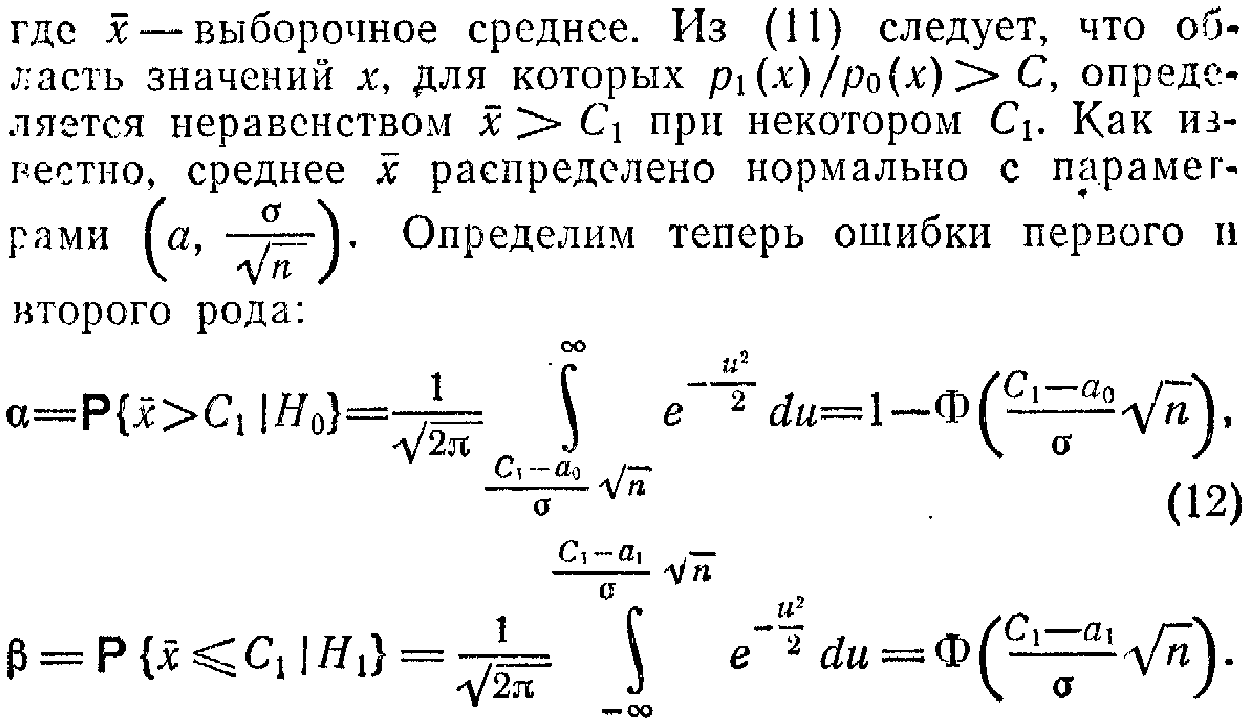 где x̄ — выборочное среднее. Из (11) следует, что об-
ласть значений x, для которых p₁(x)/p₀(x) > C, опреде-
ляется неравенством x̄ > C₁ при некотором C₁. Как из-
вестно, среднее x̄ распределено нормально с парамет-
рами (a, σ/√n). Определим теперь ошибки первого и
второго рода:
α=P{x̄>C₁|H₀}=1/√(2π) ∫_{(C₁−a₀)/σ √n}^{∞} e^{−u²/2} du=1−Φ((C₁−a₀)/σ √n),
(12)
β = P {x̄ ⩽ C₁ | H₁} = 1/√(2π) ∫_{−∞}^{(C₁−a₁)/σ √n} e^{−u²/2} du = Φ((C₁−a₁)/σ √n).